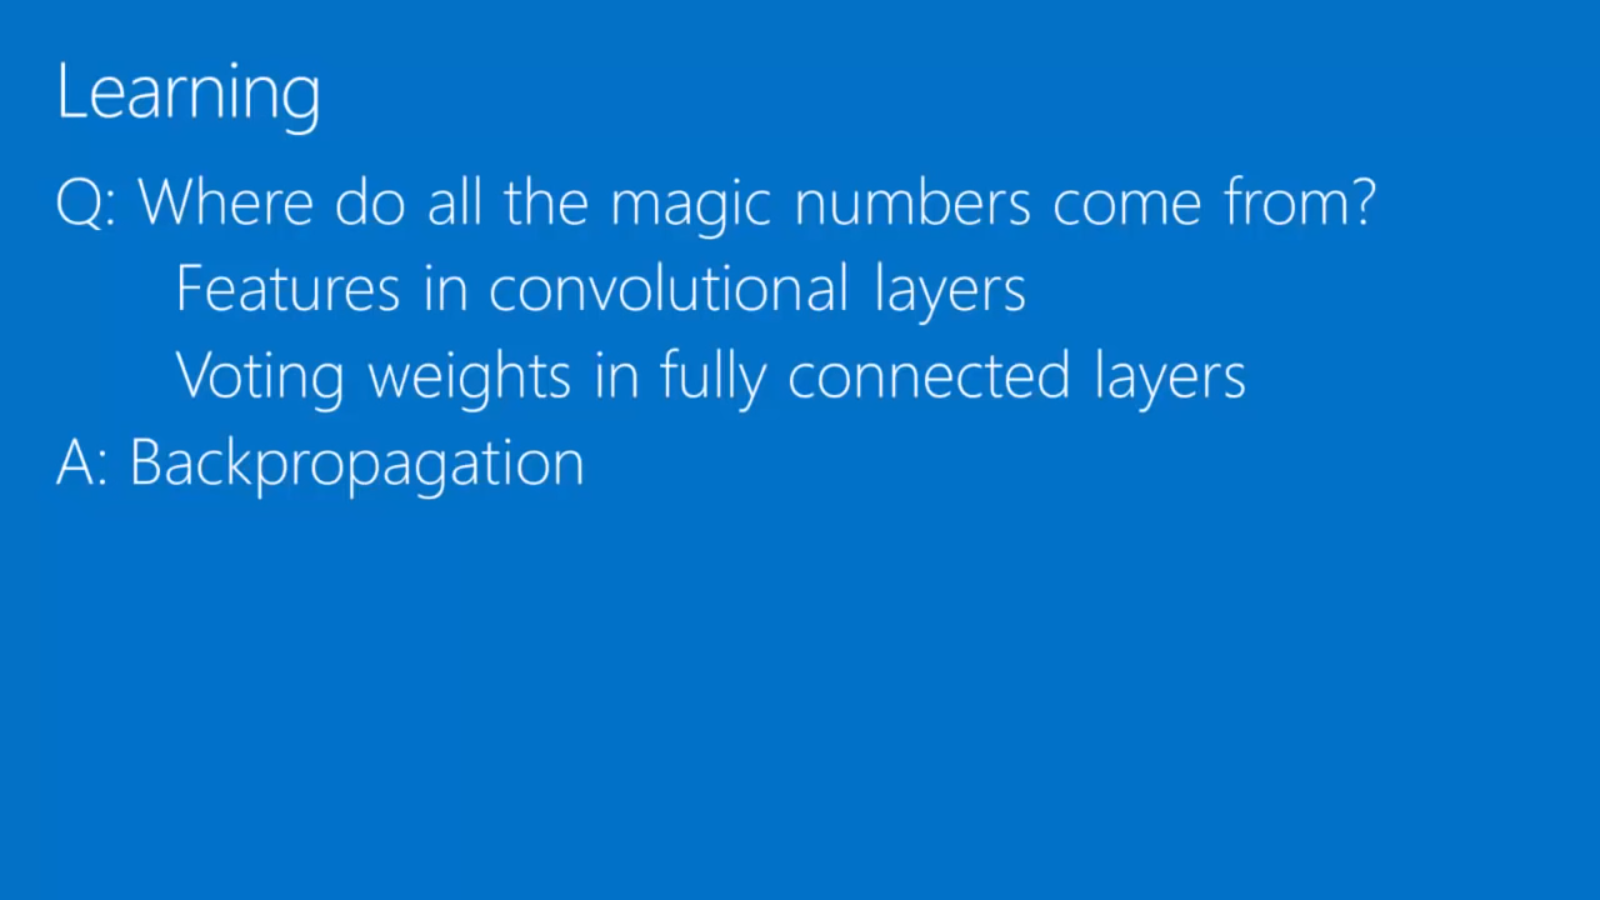 Learning
Q: Where do all the magic numbers come from?
Features in convolutional layers
Voting weights in fully connected layers
A: Backpropagation